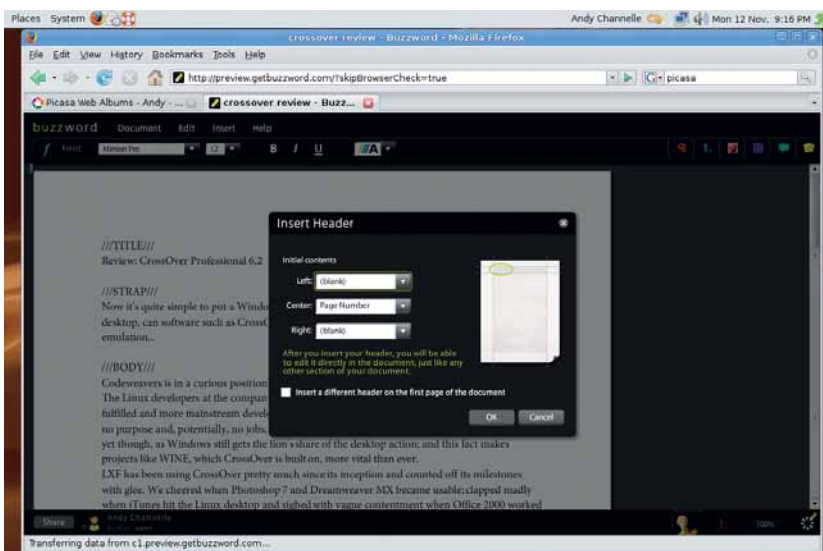 Places System Andy Channelle Mon 12 Nov, 9:16 PM
crossover review - Buzzword - Mozilla Firefox
File Edit View History Bookmarks Tools Help
http://preview.getbuzzword.com/?skipBrowserCheck=true picasa
Picasa Web Albums - Andy - ... crossover review - Buzz...
buzzword Document Edit Insert Help
f font Minion Pro 12 B I U A 1.
Insert Header
Initial contents
Left: (blank)
Center: Page Number
Right: (blank)
After you insert your header, you will be able
to edit it directly in the document, just like any
other section of your document.
Insert a different header on the first page of the document
OK Cancel
///TITLE///
Review: CrossOver Professional 6.2
///STRAP///
Now it's quite simple to put a Windo
desktop, can software such as CrossO
emulation...
///BODY///
Codeweavers is in a curious position
The Linux developers at the compan
fulfilled and more mainstream devel
no purpose and, potentially, no jobs.
yet though, as Windows still gets the lion's share of the desktop action; and this fact makes
projects like WINE, which CrossOver is built on, more vital than ever.
LXF has been using CrossOver pretty much since its inception and counted off its milestones
with glee. We cheered when Photoshop 7 and Dreamweaver MX became usable; clapped madly
when iTunes hit the Linux desktop and sighed with vague contentment when Office 2000 worked
Share Andy Channelle 100%
Transferring data from c1.preview.getbuzzword.com...